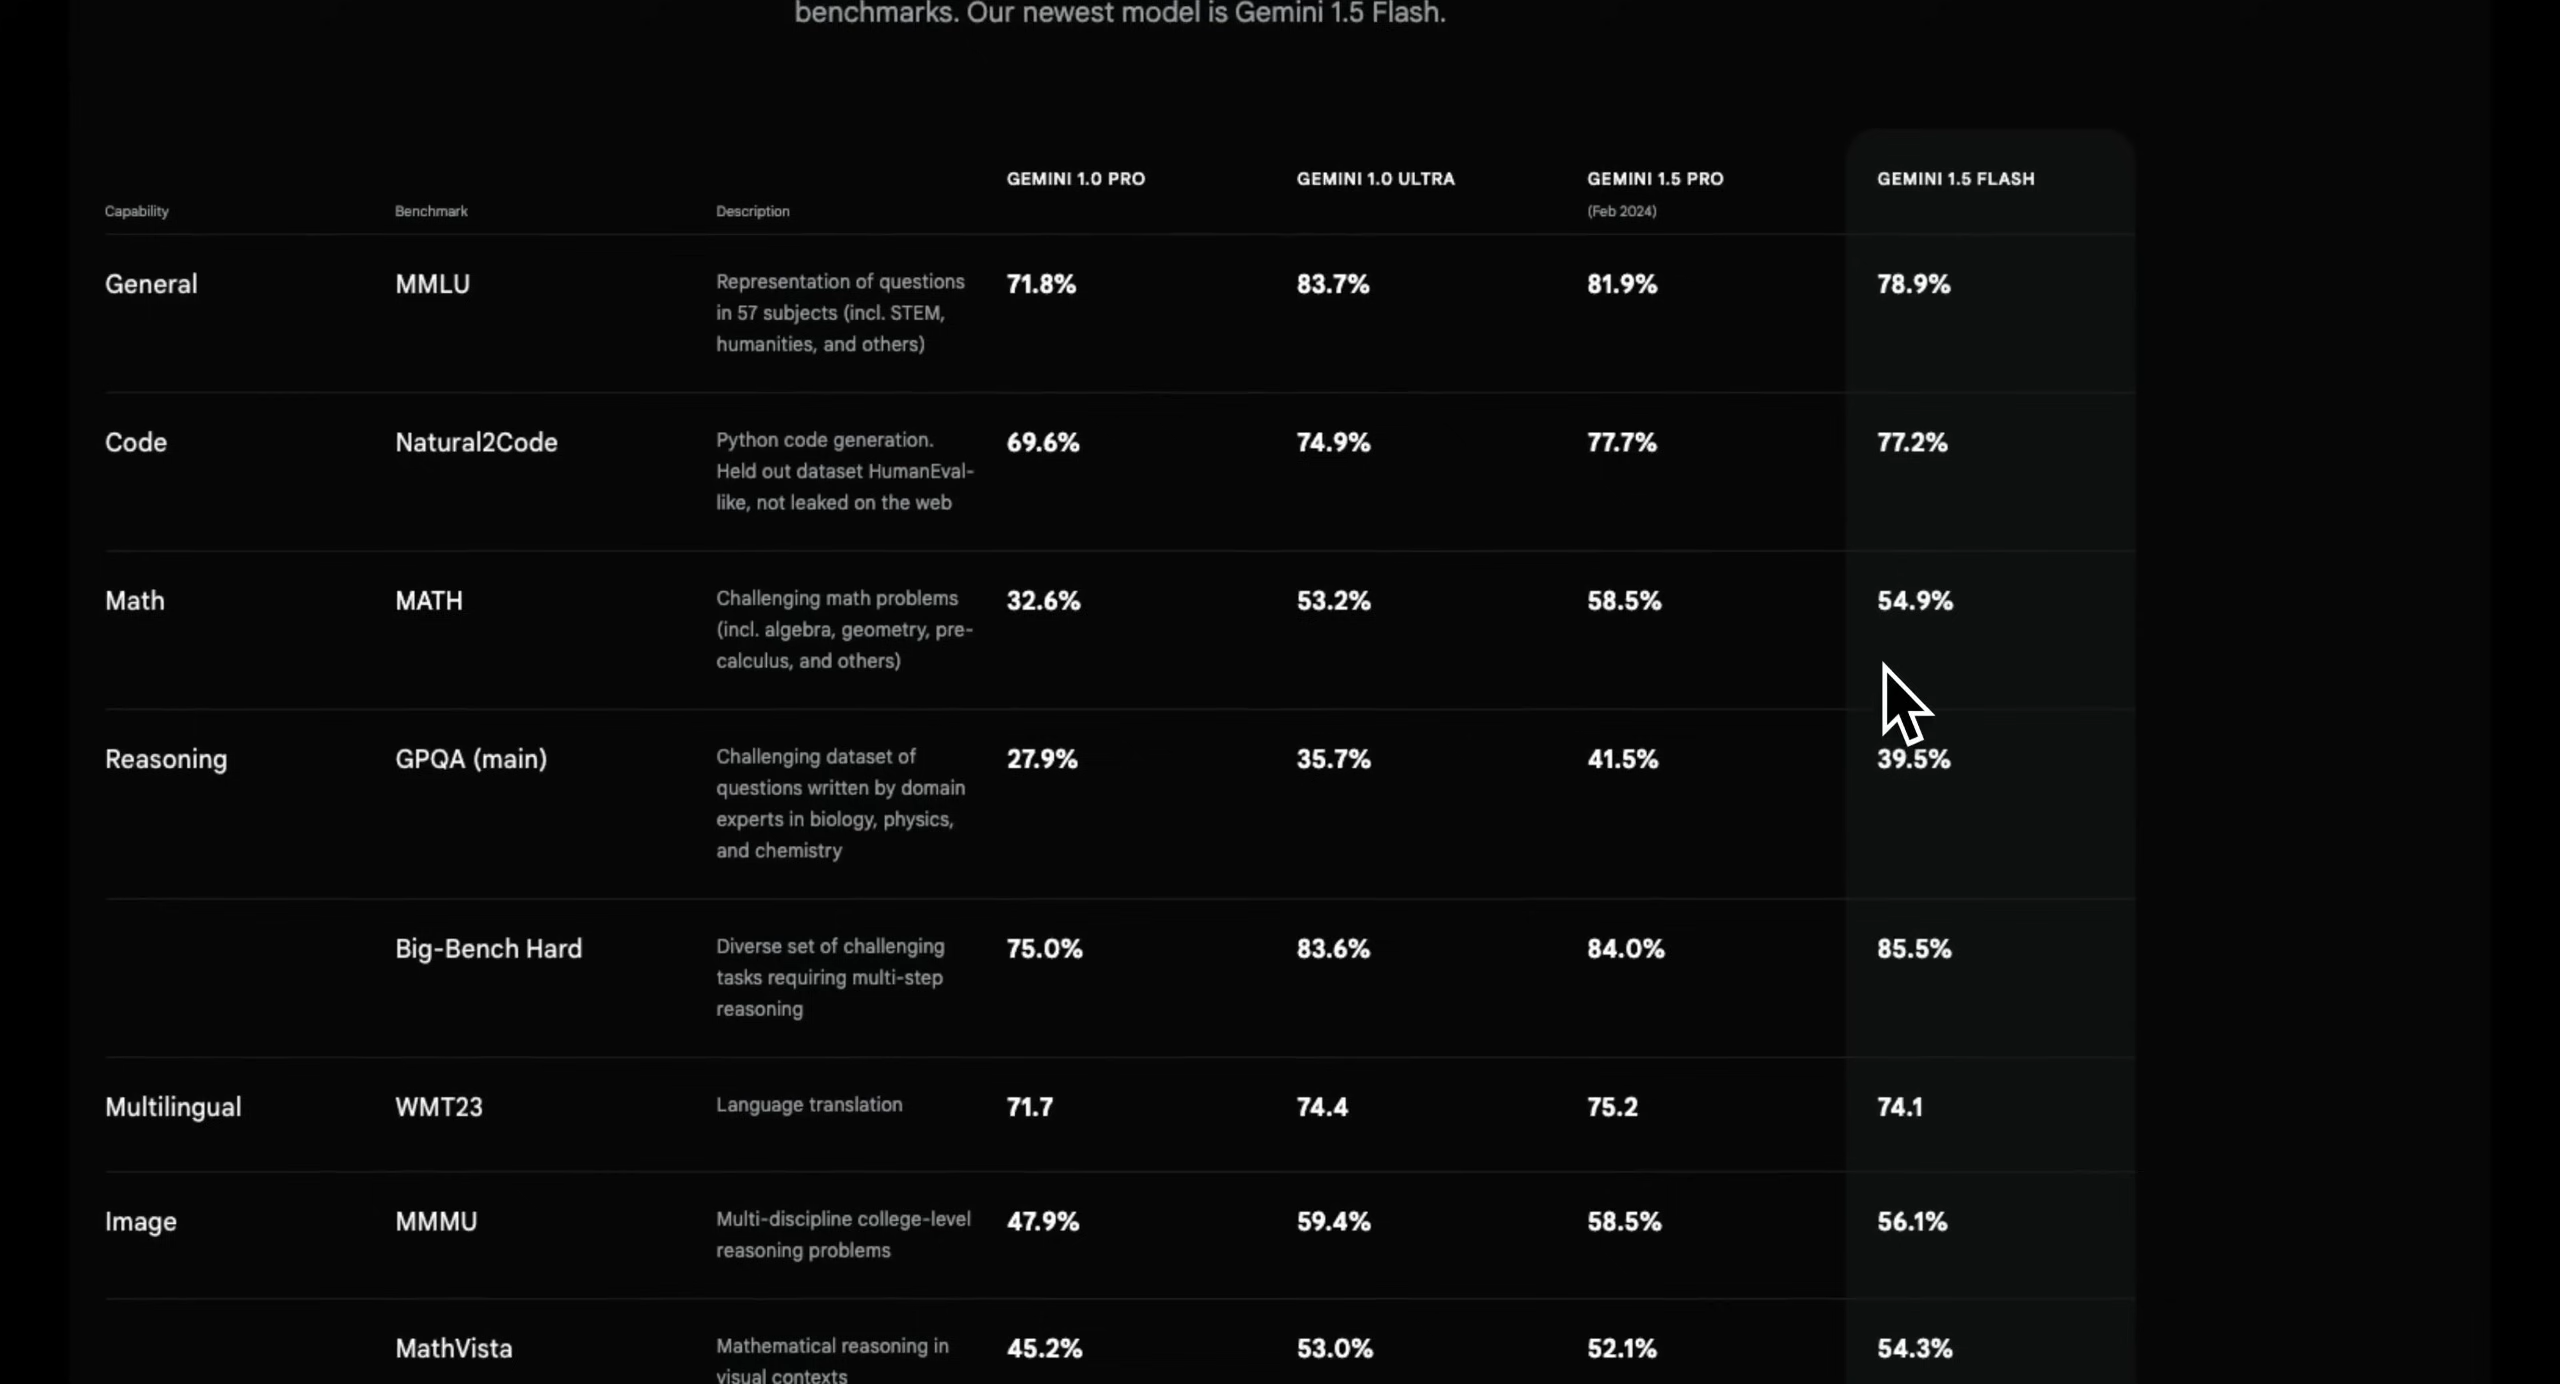 benchmarks. Our newest model is Gemini 1.5 Flash.
GEMINI 1.0 PRO GEMINI 1.0 ULTRA GEMINI 1.5 PRO GEMINI 1.5 FLASH
Capability Benchmark Description (Feb 2024)
General MMLU Representation of questions 71.8% 83.7% 81.9% 78.9%
in 57 subjects (incl. STEM,
humanities, and others)
Code Natural2Code Python code generation. 69.6% 74.9% 77.7% 77.2%
Held out dataset HumanEval-
like, not leaked on the web
Math MATH Challenging math problems 32.6% 53.2% 58.5% 54.9%
(incl. algebra, geometry, pre-
calculus, and others)
Reasoning GPQA (main) Challenging dataset of 27.9% 35.7% 41.5% 39.5%
questions written by domain
experts in biology, physics,
and chemistry
Big-Bench Hard Diverse set of challenging 75.0% 83.6% 84.0% 85.5%
tasks requiring multi-step
reasoning
Multilingual WMT23 Language translation 71.7 74.4 75.2 74.1
Image MMMU Multi-discipline college-level 47.9% 59.4% 58.5% 56.1%
reasoning problems
MathVista Mathematical reasoning in 45.2% 53.0% 52.1% 54.3%
visual contexts